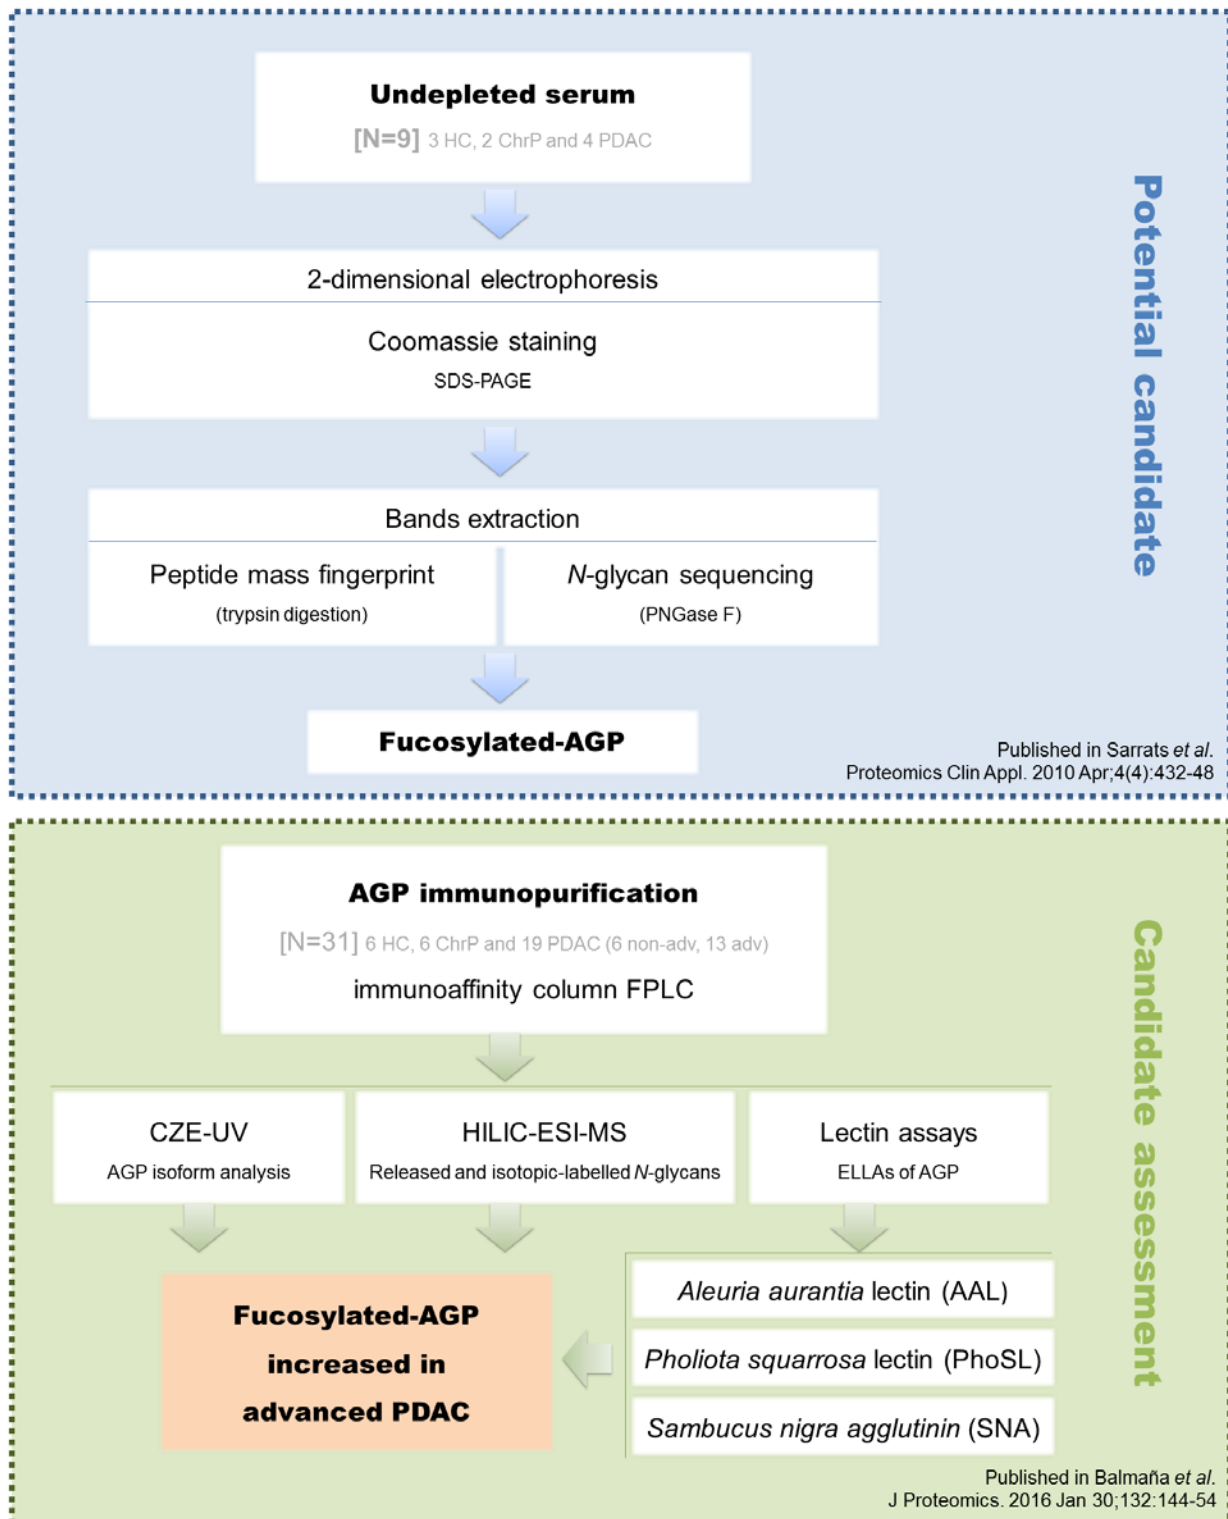 Undepleted serum
[N=9] 3 HC, 2 ChrP and 4 PDAC
2-dimensional electrophoresis
Coomassie staining
SDS-PAGE
Bands extraction
Peptide mass fingerprint
(trypsin digestion)
N-glycan sequencing
(PNGase F)
Fucosylated-AGP
Potential candidate
Published in Sarrats et al.
Proteomics Clin Appl. 2010 Apr;4(4):432-48
AGP immunopurification
[N=31] 6 HC, 6 ChrP and 19 PDAC (6 non-adv, 13 adv)
immunoaffinity column FPLC
CZE-UV
AGP isoform analysis
HILIC-ESI-MS
Released and isotopic-labelled N-glycans
Lectin assays
ELLAs of AGP
Aleuria aurantia lectin (AAL)
Pholiota squarrosa lectin (PhoSL)
Sambucus nigra agglutinin (SNA)
Fucosylated-AGP
increased in
advanced PDAC
Candidate assessment
Published in Balmaña et al.
J Proteomics. 2016 Jan 30;132:144-54